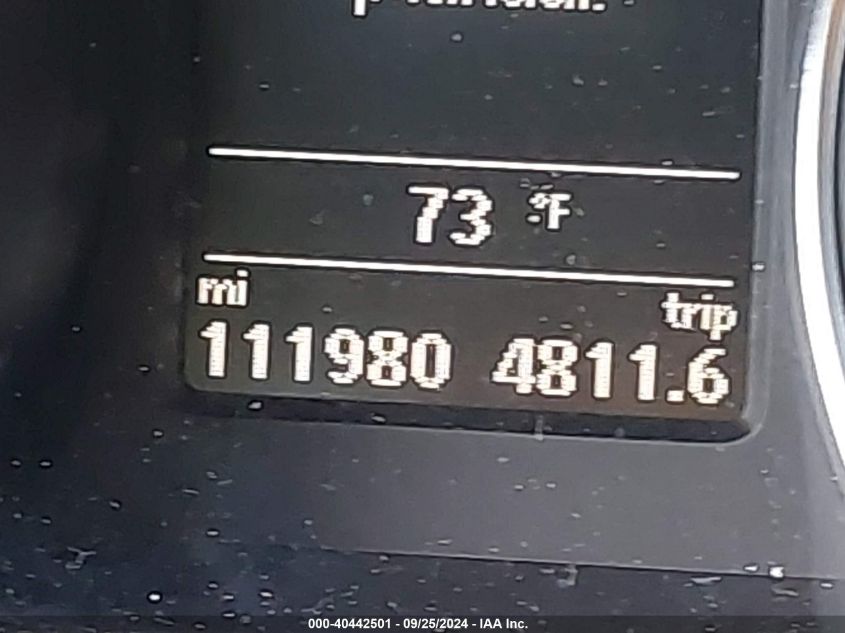 73 °F
mi trip
111980 4811.6
000-40442501 - 09/25/2024 - IAA Inc.